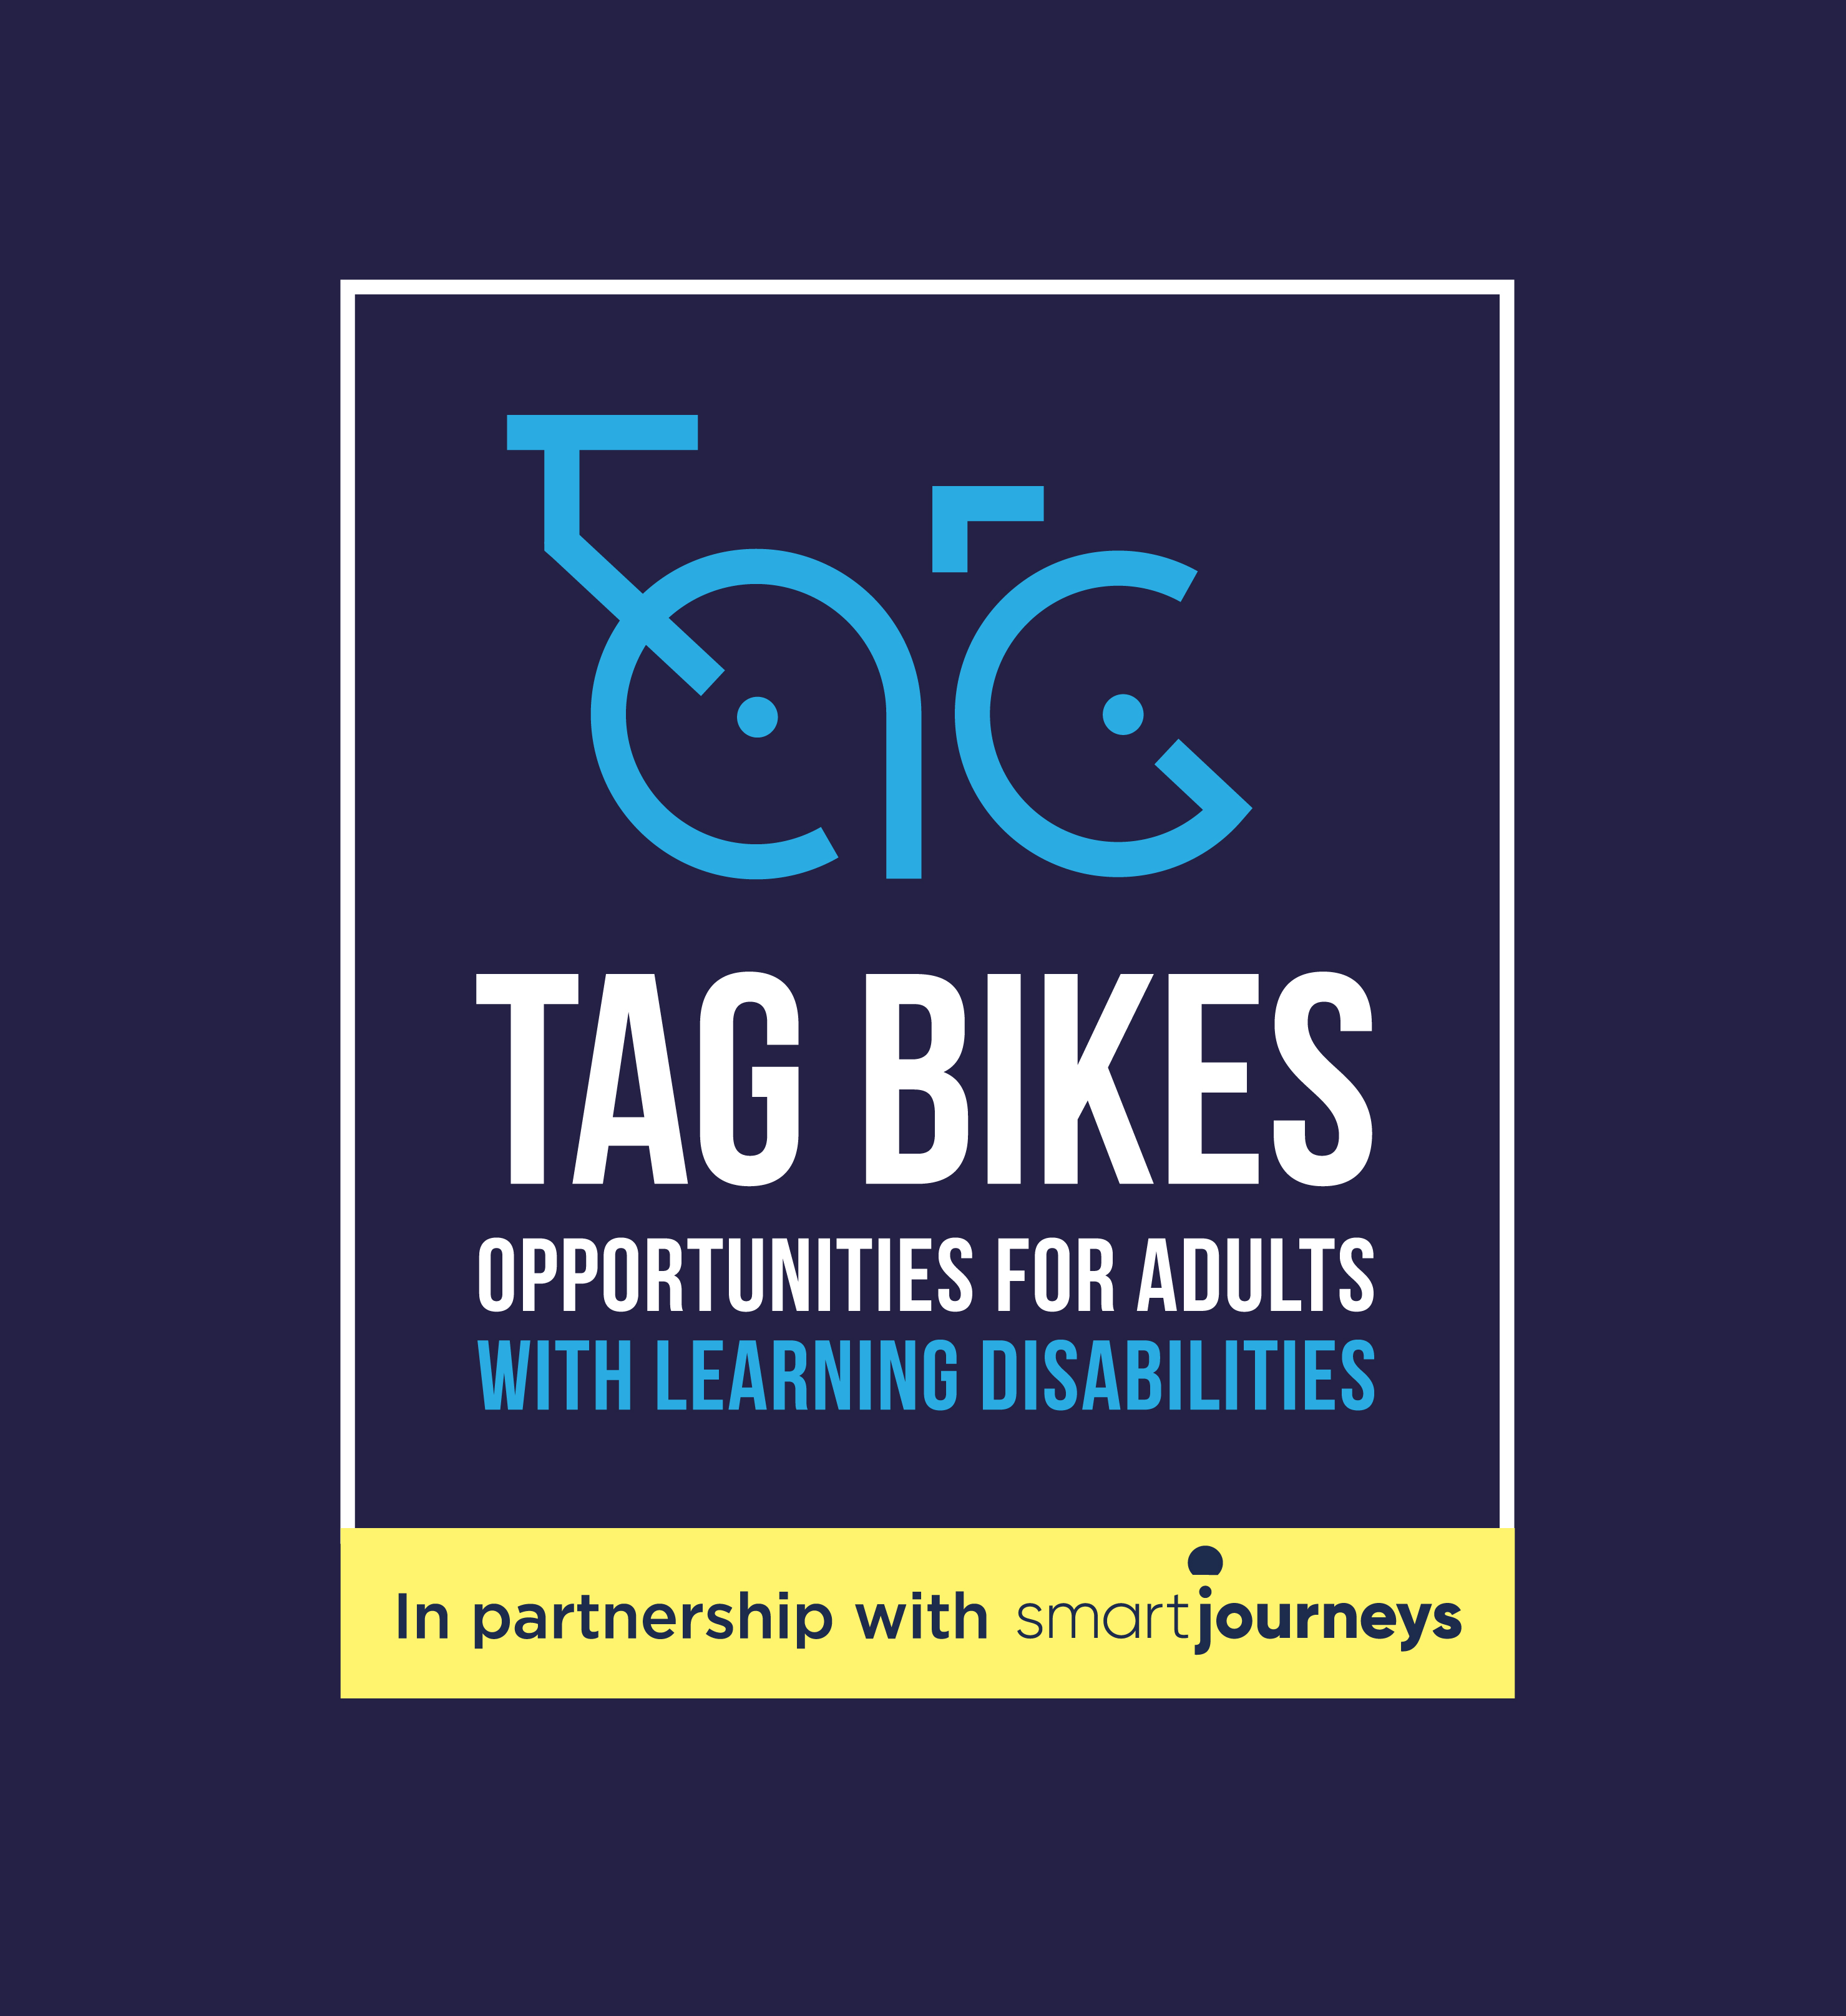 TAG BIKES
OPPORTUNITIES FOR ADULTS
WITH LEARNING DISABILITIES
In partnership with smartjourneys